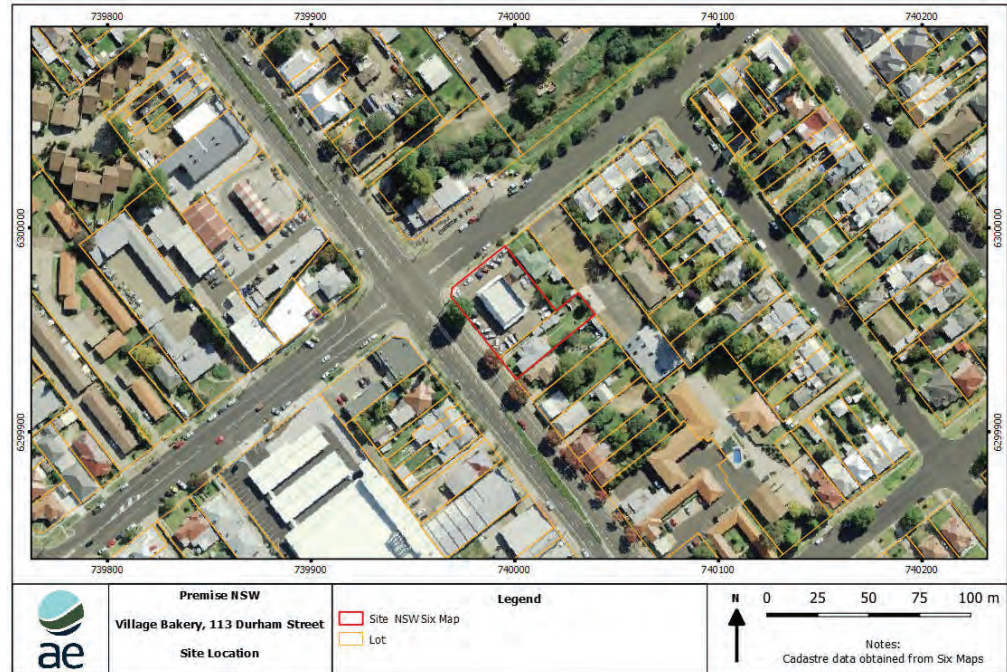 739800 739900 740000 740100 740200
6300000 6300000
6299900 6299900
739800 739900 740000 740100 740200
ae
Premise NSW
Village Bakery, 113 Durham Street
Site Location
Legend
Site NSW Six Map
Lot
N
0 25 50 75 100 m
Notes:
Cadastre data obtained from Six Maps